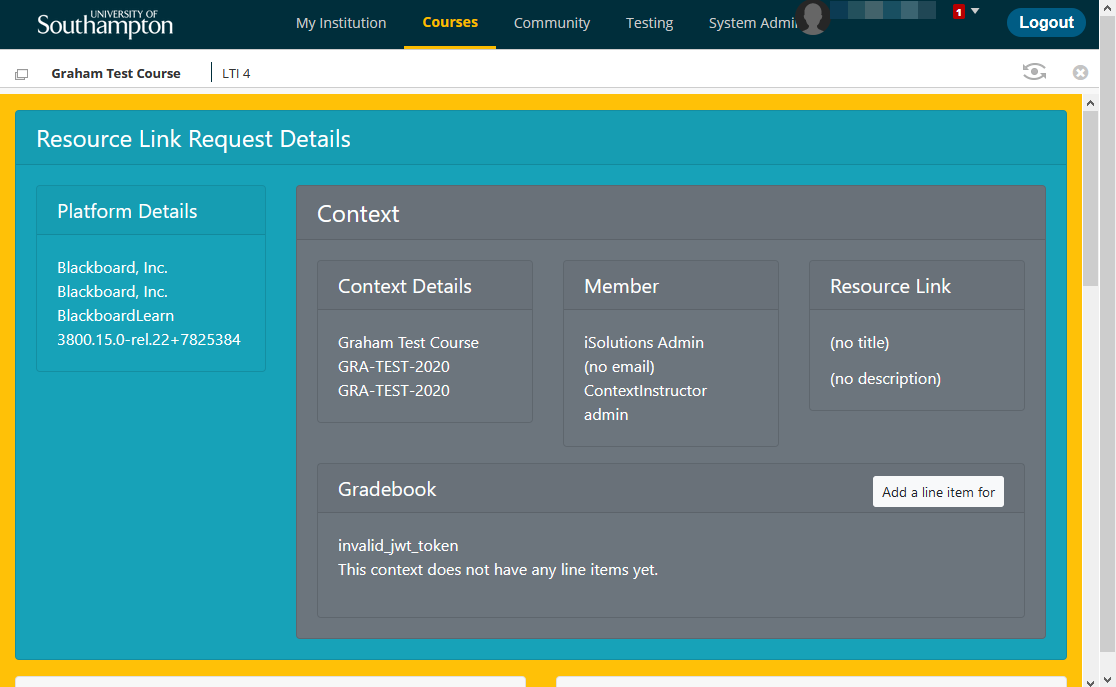 UNIVERSITY OF
Southampton
My Institution
Courses
Community
Testing
System Admin
1
Logout
Graham Test Course
LTI 4
Resource Link Request Details
Platform Details
Blackboard, Inc.
Blackboard, Inc.
BlackboardLearn
3800.15.0-rel.22+7825384
Context
Context Details
Graham Test Course
GRA-TEST-2020
GRA-TEST-2020
Member
iSolutions Admin
(no email)
ContextInstructor
admin
Resource Link
(no title)
(no description)
Gradebook
Add a line item for
invalid_jwt_token
This context does not have any line items yet.